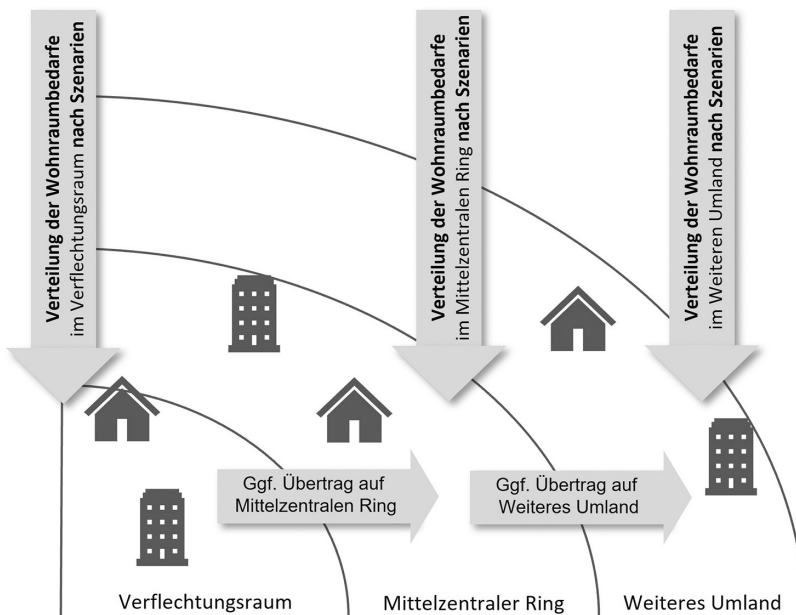 Verteilung der Wohnraumbedarfe
im Verflechtungsraum nach Szenarien
Verteilung der Wohnraumbedarfe
im Mittelzentralen Ring nach Szenarien
Verteilung der Wohnraumbedarfe
im Weiteren Umland nach Szenarien
Ggf. Übertrag auf
Mittelzentralen Ring
Ggf. Übertrag auf
Weiteres Umland
Verflechtungsraum
Mittelzentraler Ring
Weiteres Umland